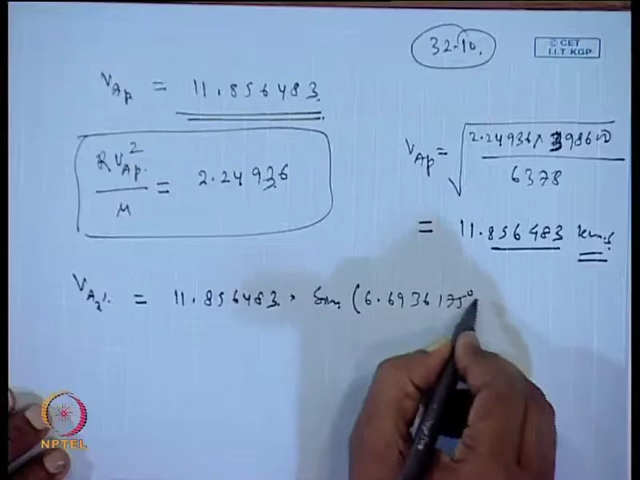 32-10.
© CET
I.I.T. KGP
V_Ap = 11.856483
R V_Ap^2 / μ = 2.24936
V_Ap = √(2.24936 × 398600 / 6378)
= 11.856483 km/s
= 11.856483 × Sin (6.6936175°
NPTEL